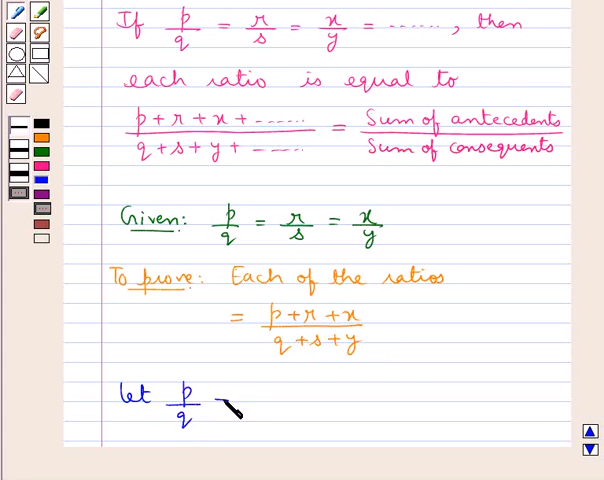 If p/q = r/s = x/y = ......, then
each ratio is equal to
p+r+x+ ...... / q+s+y+ ...... = Sum of antecedents / Sum of consequents
Given: p/q = r/s = x/y
To prove: Each of the ratios
= p+r+x / q+s+y
Let p/q -